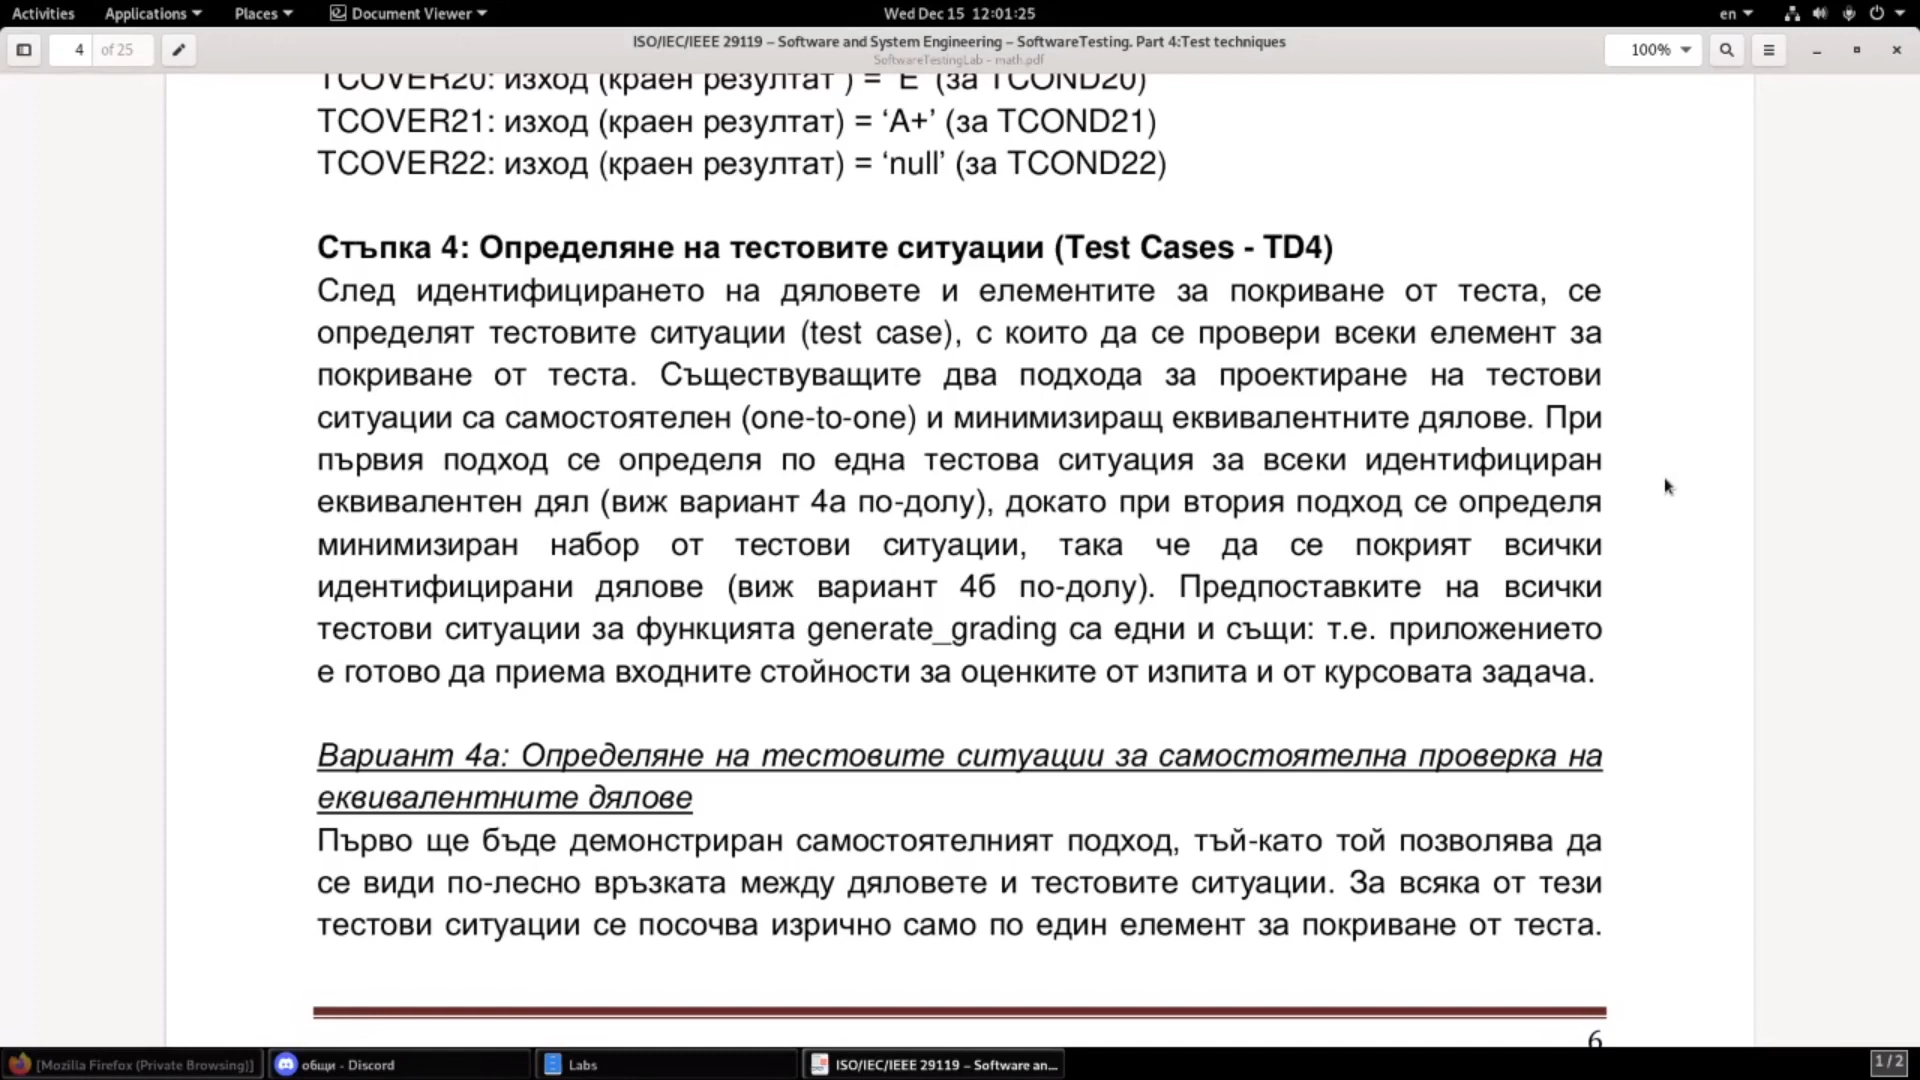 Activities Applications Places Document Viewer Wed Dec 15 12:01:25 en
4 of 25 ISO/IEC/IEEE 29119 – Software and System Engineering – SoftwareTesting. Part 4:Test techniques 100%
SoftwareTestingLab - math.pdf
TCOVER20: изход (краен резултат ) = 'E' (за TCOND20)
TCOVER21: изход (краен резултат) = ‘A+’ (за TCOND21)
TCOVER22: изход (краен резултат) = ‘null’ (за TCOND22)
Стъпка 4: Определяне на тестовите ситуации (Test Cases - TD4)
След идентифицирането на дяловете и елементите за покриване от теста, се
определят тестовите ситуации (test case), с които да се провери всеки елемент за
покриване от теста. Съществуващите два подхода за проектиране на тестови
ситуации са самостоятелен (one-to-one) и минимизиращ еквивалентните дялове. При
първия подход се определя по една тестова ситуация за всеки идентифициран
еквивалентен дял (виж вариант 4а по-долу), докато при втория подход се определя
минимизиран набор от тестови ситуации, така че да се покрият всички
идентифицирани дялове (виж вариант 4б по-долу). Предпоставките на всички
тестови ситуации за функцията generate_grading са едни и същи: т.е. приложението
е готово да приема входните стойности за оценките от изпита и от курсовата задача.
Вариант 4а: Определяне на тестовите ситуации за самостоятелна проверка на
еквивалентните дялове
Първо ще бъде демонстриран самостоятелният подход, тъй-като той позволява да
се види по-лесно връзката между дяловете и тестовите ситуации. За всяка от тези
тестови ситуации се посочва изрично само по един елемент за покриване от теста.
6
[Mozilla Firefox (Private Browsing)] общи - Discord Labs ISO/IEC/IEEE 29119 – Software an... 1/2